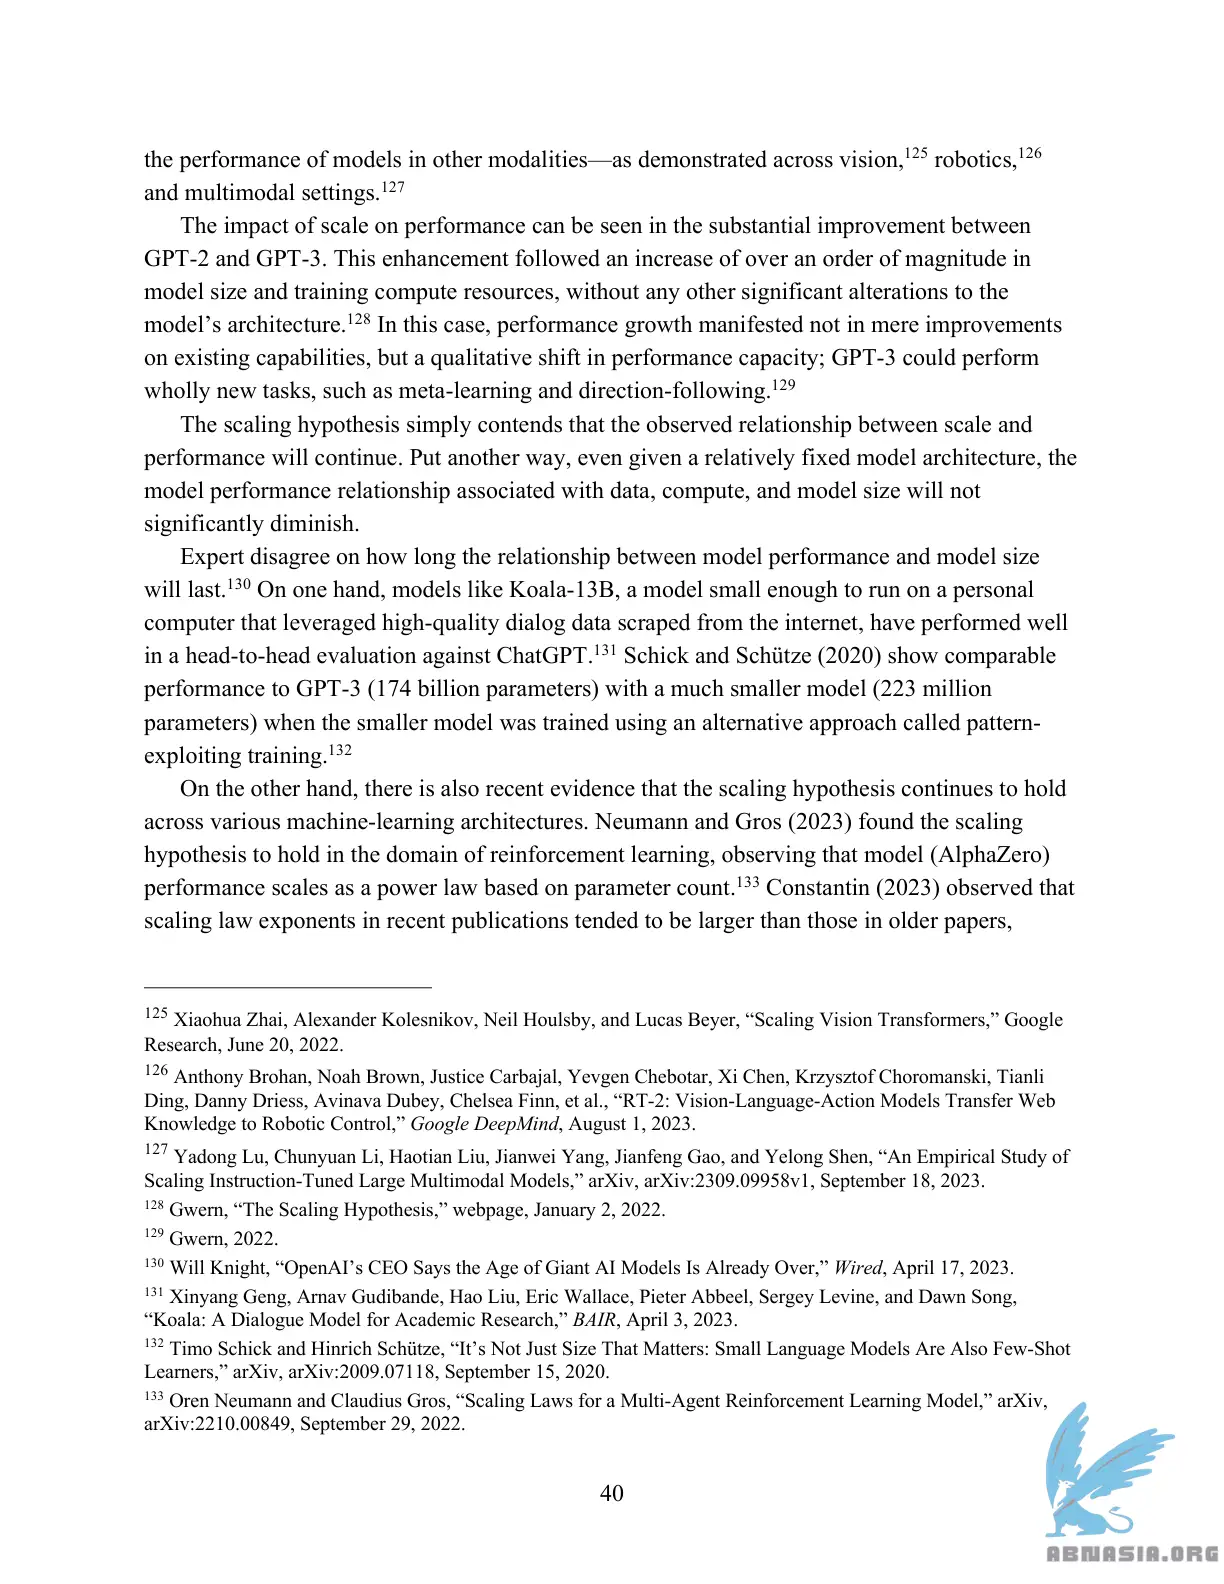 the performance of models in other modalities—as demonstrated across vision,125 robotics,126
and multimodal settings.127
The impact of scale on performance can be seen in the substantial improvement between
GPT-2 and GPT-3. This enhancement followed an increase of over an order of magnitude in
model size and training compute resources, without any other significant alterations to the
model’s architecture.128 In this case, performance growth manifested not in mere improvements
on existing capabilities, but a qualitative shift in performance capacity; GPT-3 could perform
wholly new tasks, such as meta-learning and direction-following.129
The scaling hypothesis simply contends that the observed relationship between scale and
performance will continue. Put another way, even given a relatively fixed model architecture, the
model performance relationship associated with data, compute, and model size will not
significantly diminish.
Expert disagree on how long the relationship between model performance and model size
will last.130 On one hand, models like Koala-13B, a model small enough to run on a personal
computer that leveraged high-quality dialog data scraped from the internet, have performed well
in a head-to-head evaluation against ChatGPT.131 Schick and Schütze (2020) show comparable
performance to GPT-3 (174 billion parameters) with a much smaller model (223 million
parameters) when the smaller model was trained using an alternative approach called pattern-
exploiting training.132
On the other hand, there is also recent evidence that the scaling hypothesis continues to hold
across various machine-learning architectures. Neumann and Gros (2023) found the scaling
hypothesis to hold in the domain of reinforcement learning, observing that model (AlphaZero)
performance scales as a power law based on parameter count.133 Constantin (2023) observed that
scaling law exponents in recent publications tended to be larger than those in older papers,
125 Xiaohua Zhai, Alexander Kolesnikov, Neil Houlsby, and Lucas Beyer, “Scaling Vision Transformers,” Google
Research, June 20, 2022.
126 Anthony Brohan, Noah Brown, Justice Carbajal, Yevgen Chebotar, Xi Chen, Krzysztof Choromanski, Tianli
Ding, Danny Driess, Avinava Dubey, Chelsea Finn, et al., “RT-2: Vision-Language-Action Models Transfer Web
Knowledge to Robotic Control,” Google DeepMind, August 1, 2023.
127 Yadong Lu, Chunyuan Li, Haotian Liu, Jianwei Yang, Jianfeng Gao, and Yelong Shen, “An Empirical Study of
Scaling Instruction-Tuned Large Multimodal Models,” arXiv, arXiv:2309.09958v1, September 18, 2023.
128 Gwern, “The Scaling Hypothesis,” webpage, January 2, 2022.
129 Gwern, 2022.
130 Will Knight, “OpenAI’s CEO Says the Age of Giant AI Models Is Already Over,” Wired, April 17, 2023.
131 Xinyang Geng, Arnav Gudibande, Hao Liu, Eric Wallace, Pieter Abbeel, Sergey Levine, and Dawn Song,
“Koala: A Dialogue Model for Academic Research,” BAIR, April 3, 2023.
132 Timo Schick and Hinrich Schütze, “It’s Not Just Size That Matters: Small Language Models Are Also Few-Shot
Learners,” arXiv, arXiv:2009.07118, September 15, 2020.
133 Oren Neumann and Claudius Gros, “Scaling Laws for a Multi-Agent Reinforcement Learning Model,” arXiv,
arXiv:2210.00849, September 29, 2022.
40
ABNASIA.ORG